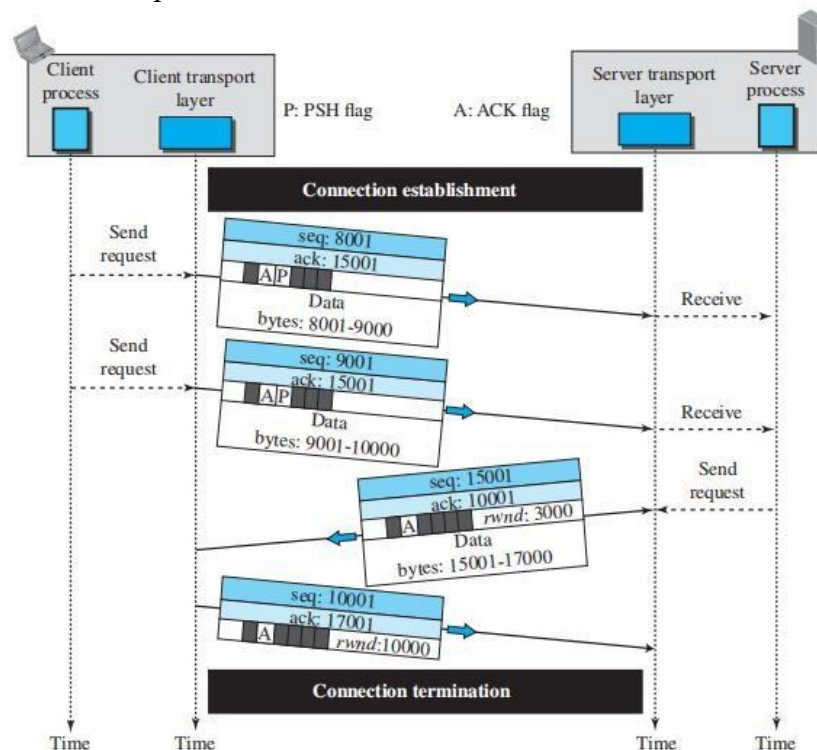 Client
process
Client transport
layer
P: PSH flag
A: ACK flag
Server transport
layer
Server
process
Connection establishment
Send
request
seq: 8001
ack: 15001
A P
Data
bytes: 8001-9000
Receive
Send
request
seq: 9001
ack: 15001
A P
Data
bytes: 9001-10000
Receive
Send
request
seq: 15001
ack: 10001
A rwnd: 3000
Data
bytes: 15001-17000
seq: 10001
ack: 17001
A rwnd:10000
Connection termination
Time Time Time Time